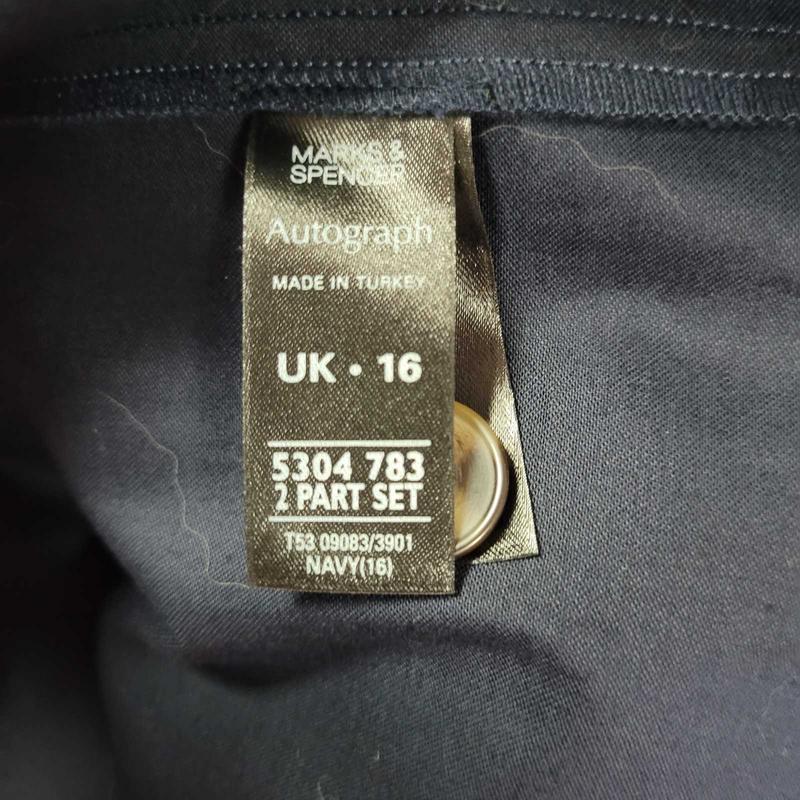 MARKS &
SPENCER
Autograph
MADE IN TURKEY
UK • 16
5304 783
2 PART SET
T53 09083/3901
NAVY(16)